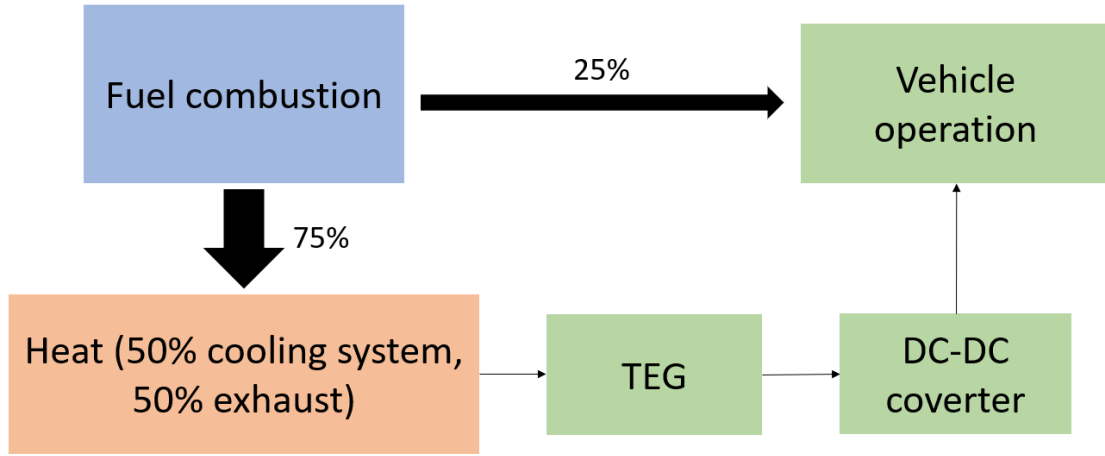 Fuel combustion
25%
Vehicle
operation
75%
Heat (50% cooling system,
50% exhaust)
TEG
DC-DC
coverter